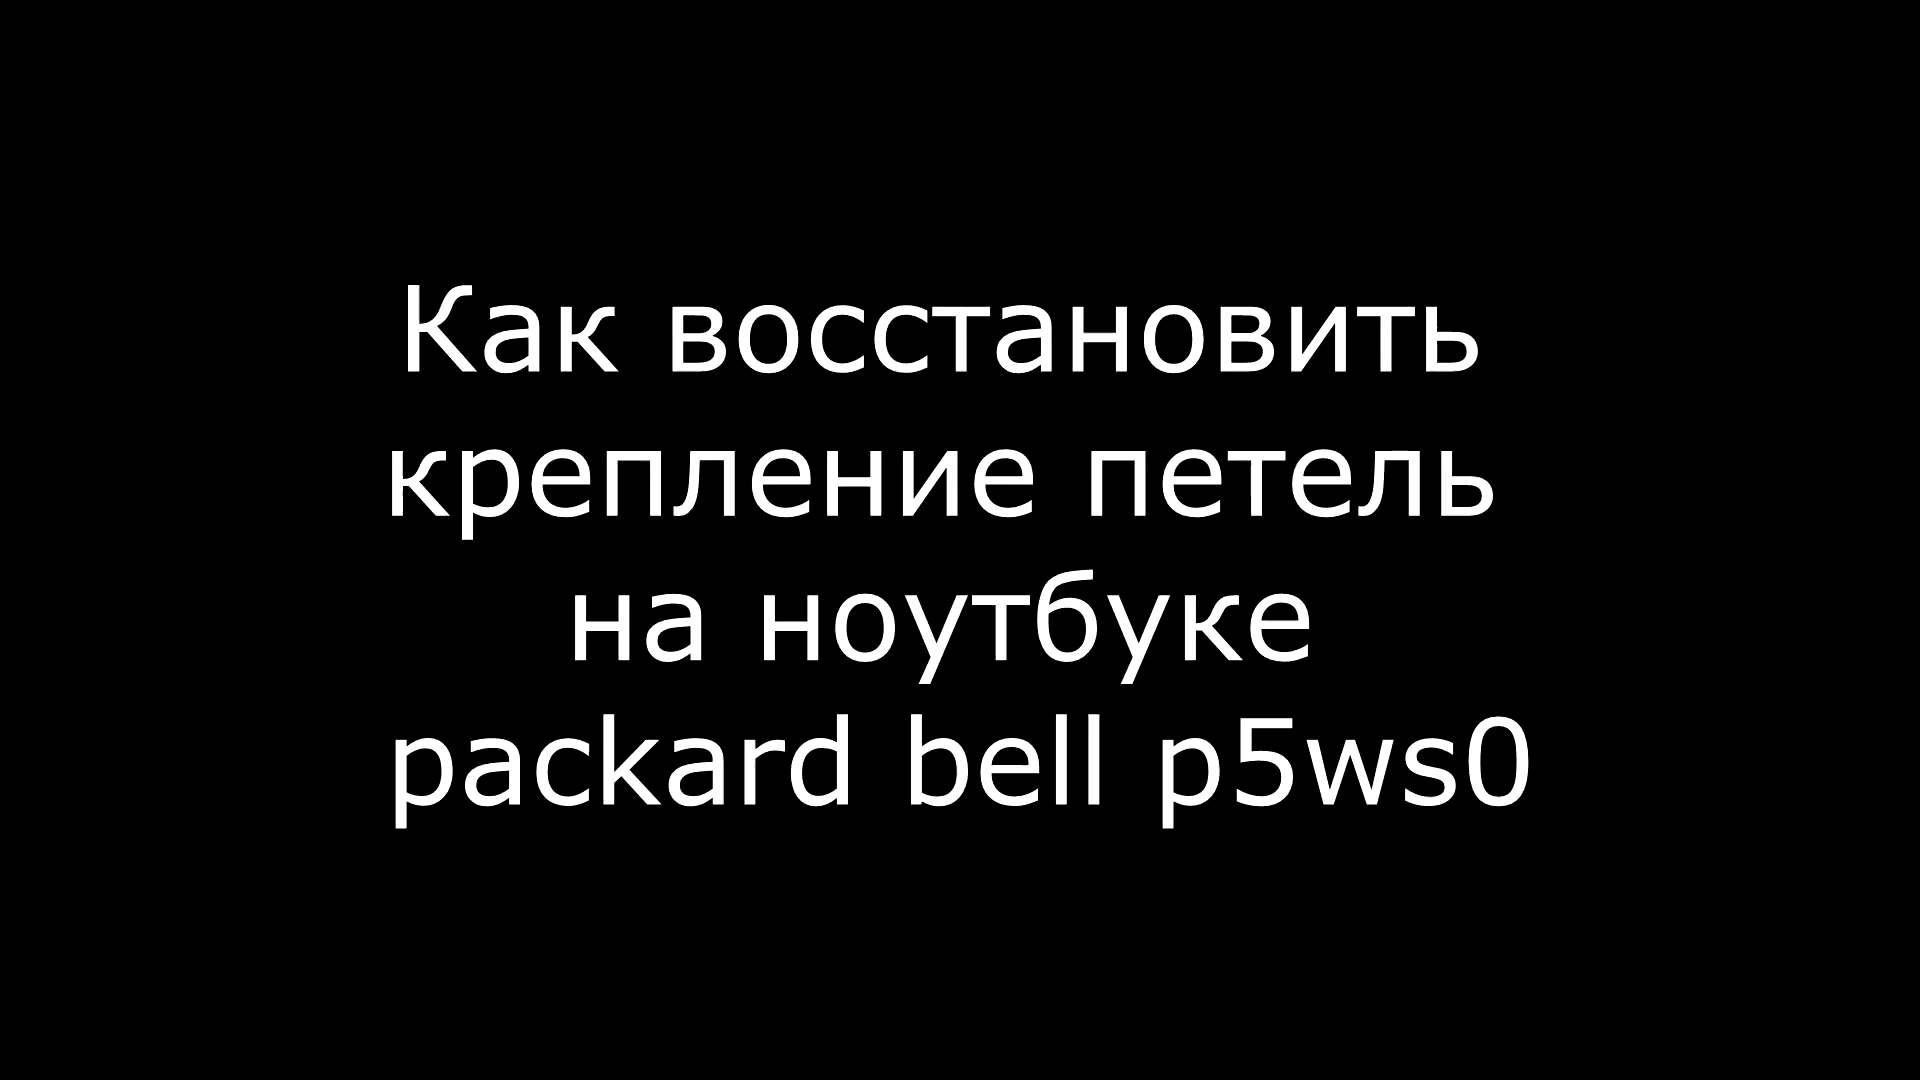 Как восстановить
крепление петель
на ноутбуке
packard bell p5ws0